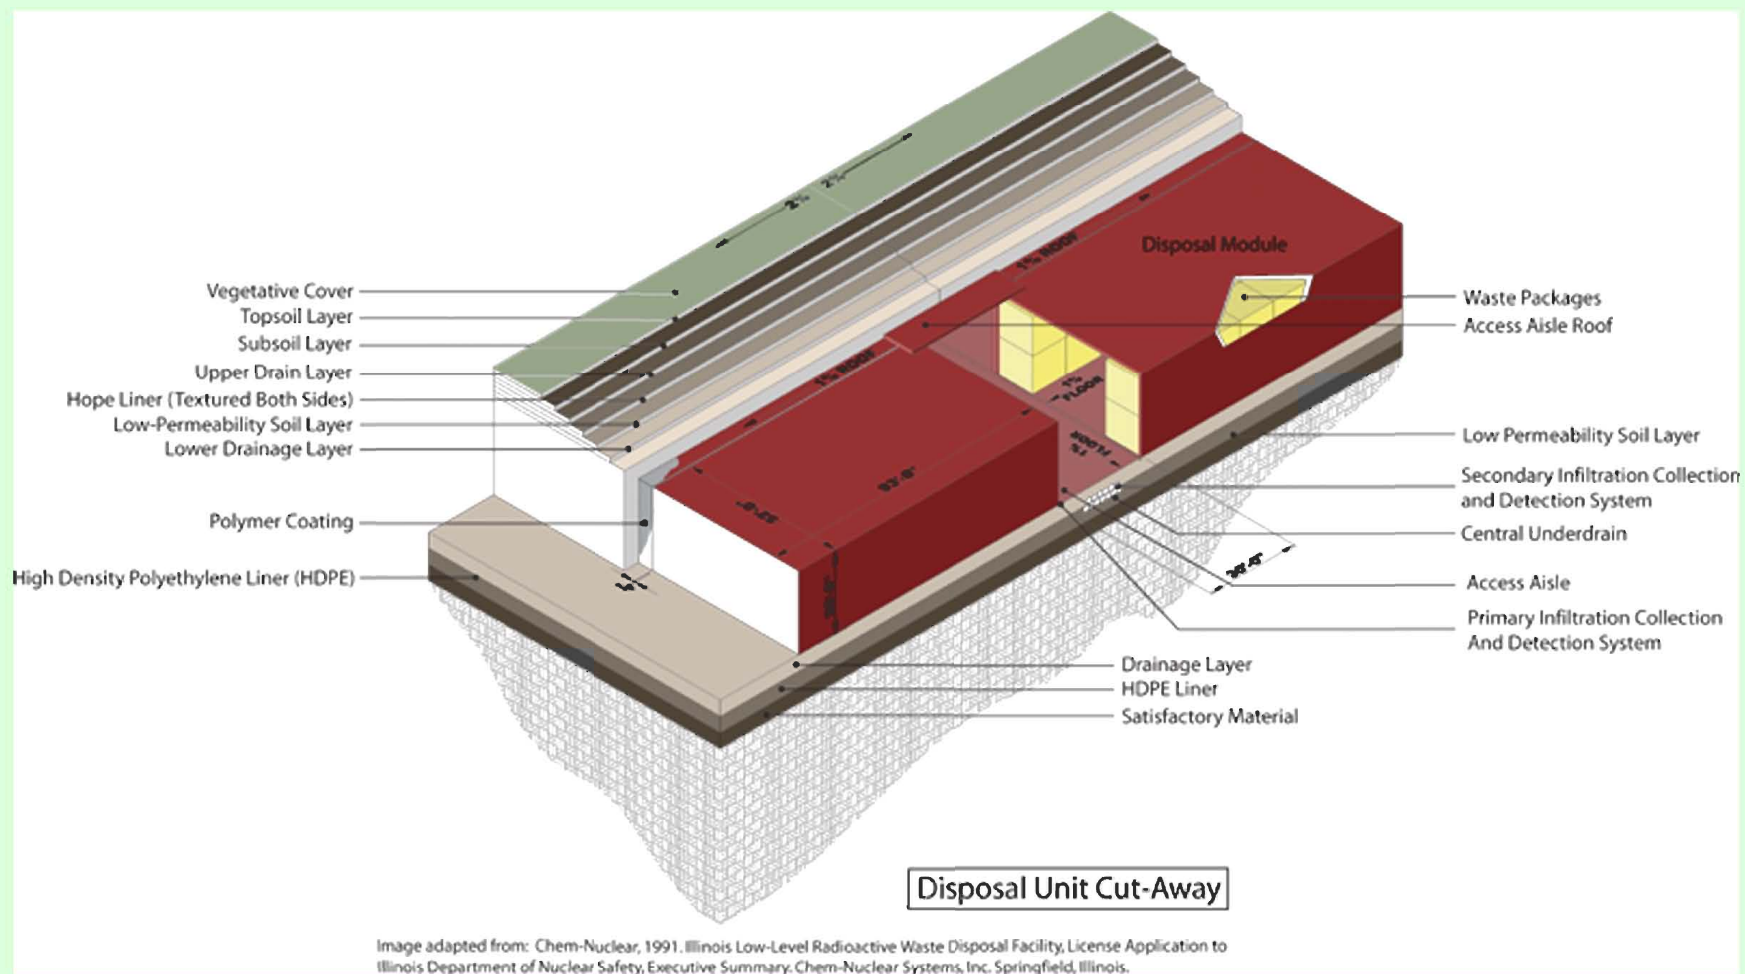 2%
2%
1% ROOF
Disposal Module
Vegetative Cover
Topsoil Layer
Subsoil Layer
Upper Drain Layer
Hope Liner (Textured Both Sides)
Low-Permeability Soil Layer
Lower Drainage Layer
Polymer Coating
High Density Polyethylene Liner (HDPE)
1% ROOF
1%
FLOOR
1%
FLOOR
Waste Packages
Access Aisle Roof
Low Permeability Soil Layer
Secondary Infiltration Collection
and Detection System
Central Underdrain
Access Aisle
Primary Infiltration Collection
And Detection System
Drainage Layer
HDPE Liner
Satisfactory Material
Disposal Unit Cut-Away
Image adapted from: Chem-Nuclear, 1991. Illinois Low-Level Radioactive Waste Disposal Facility, License Application to
Illinois Department of Nuclear Safety, Executive Summary. Chem-Nuclear Systems, Inc. Springfield, Illinois.